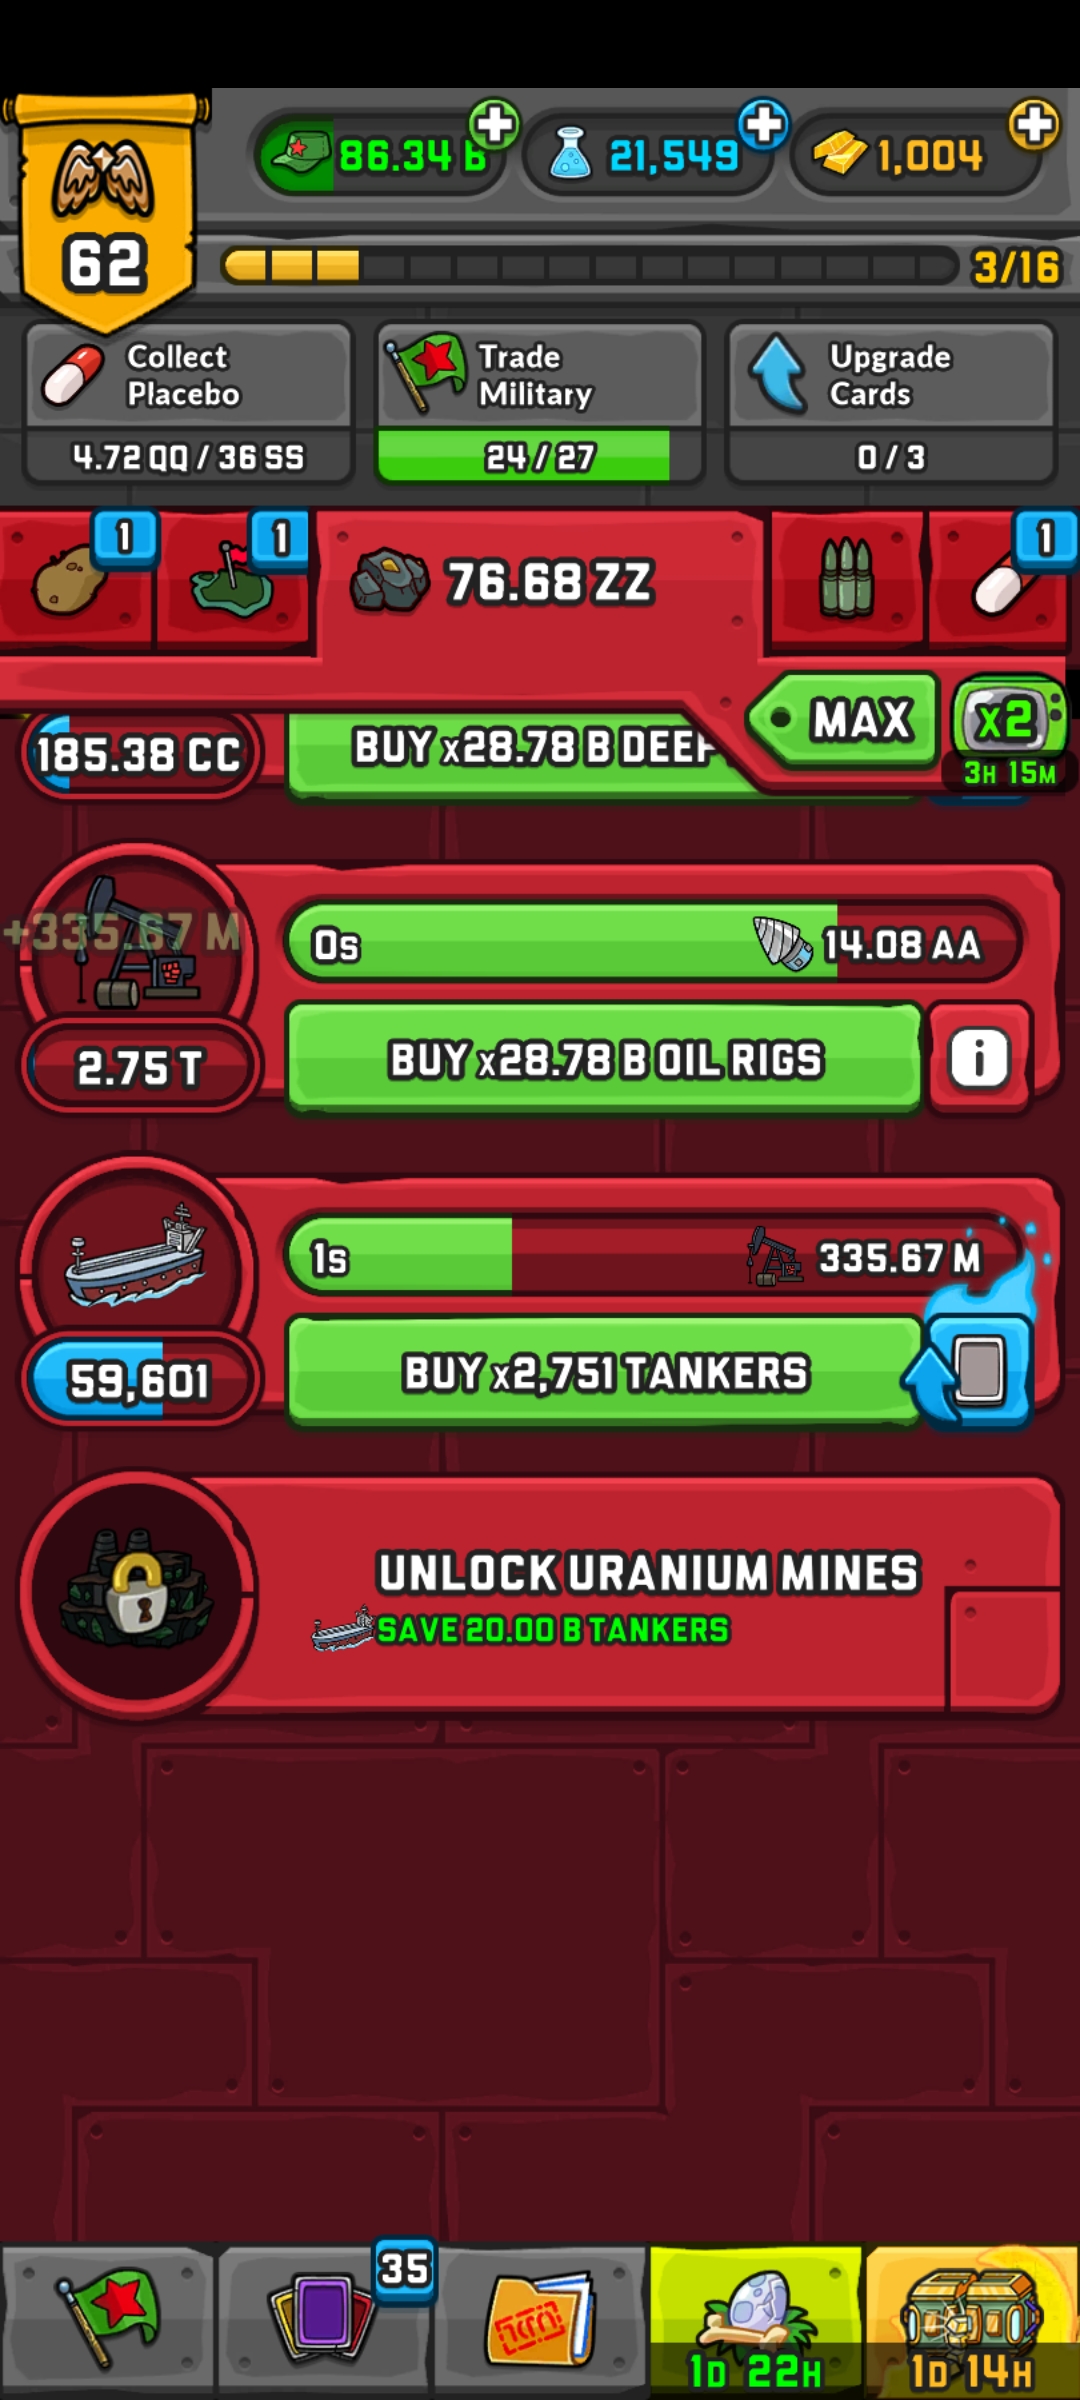 86.34 B
21,549
1,004
62
3/16
Collect
Placebo
4.72 QQ / 36 SS
Trade
Military
24 / 27
Upgrade
Cards
0 / 3
1
1
76.68 ZZ
1
MAX
x2
3H 15M
185.38 CC
BUY x28.78 B DEEP
+335.67 M
0s
14.08 AA
2.75 T
BUY x28.78 B OIL RIGS
i
1s
335.67 M
59,601
BUY x2,751 TANKERS
UNLOCK URANIUM MINES
SAVE 20.00 B TANKERS
35
1D 22H
1D 14H